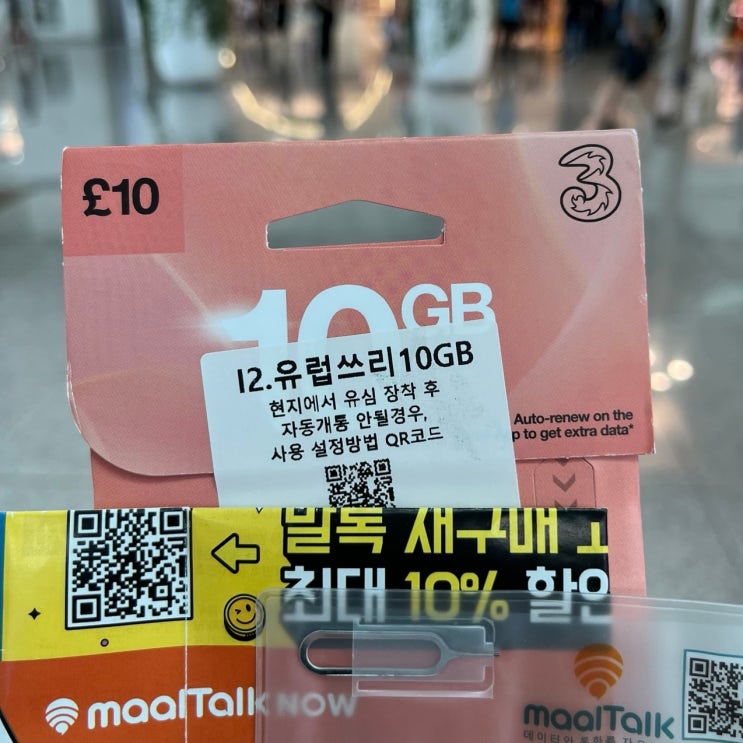 £10
3
10GB
I2.유럽쓰리10GB
현지에서 유심 장착 후
자동개통 안될경우,
사용 설정방법 QR코드
Auto-renew on the
to get extra data*
말톡 재구매 고
최대 10% 할인
maalTalk NOW
maalTalk